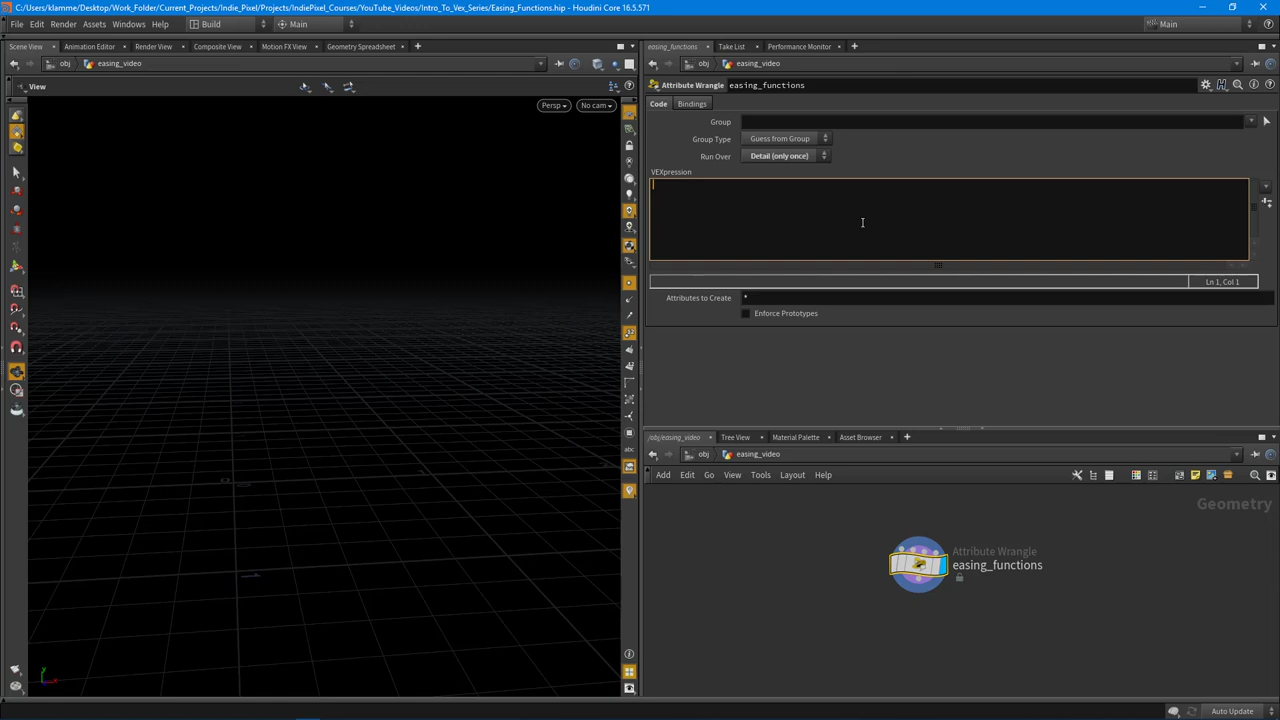 C:/Users/klamme/Desktop/Work_Folder/Current_Projects/Indie_Pixel/Projects/IndiePixel_Courses/YouTube_Videos/Intro_To_Vex_Series/Easing_Functions.hip - Houdini Core 16.5.571
File Edit Render Assets Windows Help Build Main Main
Scene View Animation Editor Render View Composite View Motion FX View Geometry Spreadsheet
obj easing_video
View
Persp No cam
abc
y x
easing_functions Take List Performance Monitor
obj easing_video
Attribute Wrangle easing_functions
Code Bindings
Group
Group Type Guess from Group
Run Over Detail (only once)
VEXpression
Ln 1, Col 1
Attributes to Create *
Enforce Prototypes
/obj/easing_video Tree View Material Palette Asset Browser
obj easing_video
Add Edit Go View Tools Layout Help
Geometry
Attribute Wrangle
easing_functions
Auto Update